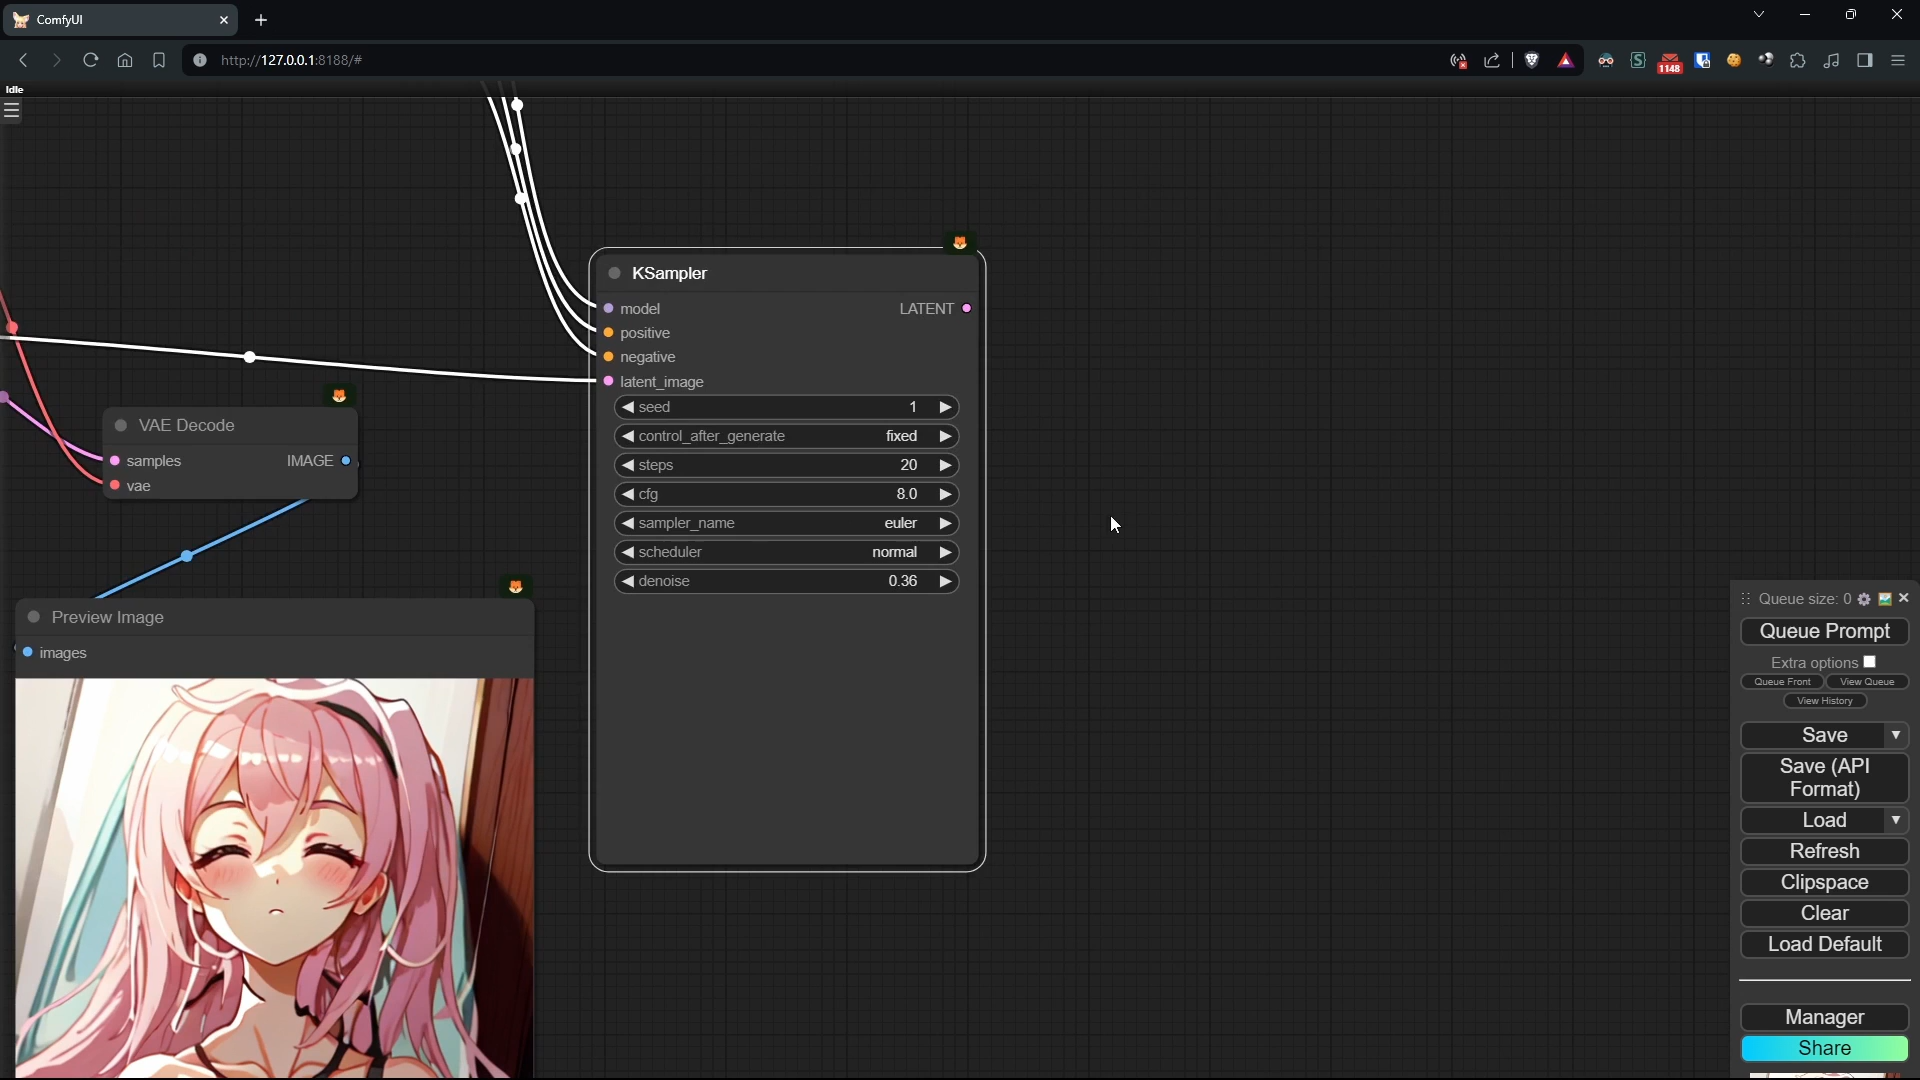 ComfyUI
http://127.0.0.1:8188/#
1148
Idle
KSampler
model LATENT
positive
negative
latent_image
seed 1
control_after_generate fixed
steps 20
cfg 8.0
sampler_name euler
scheduler normal
denoise 0.36
VAE Decode
samples IMAGE
vae
Preview Image
images
Queue size: 0
Queue Prompt
Extra options
Queue Front View Queue
View History
Save
Save (API
Format)
Load
Refresh
Clipspace
Clear
Load Default
Manager
Share